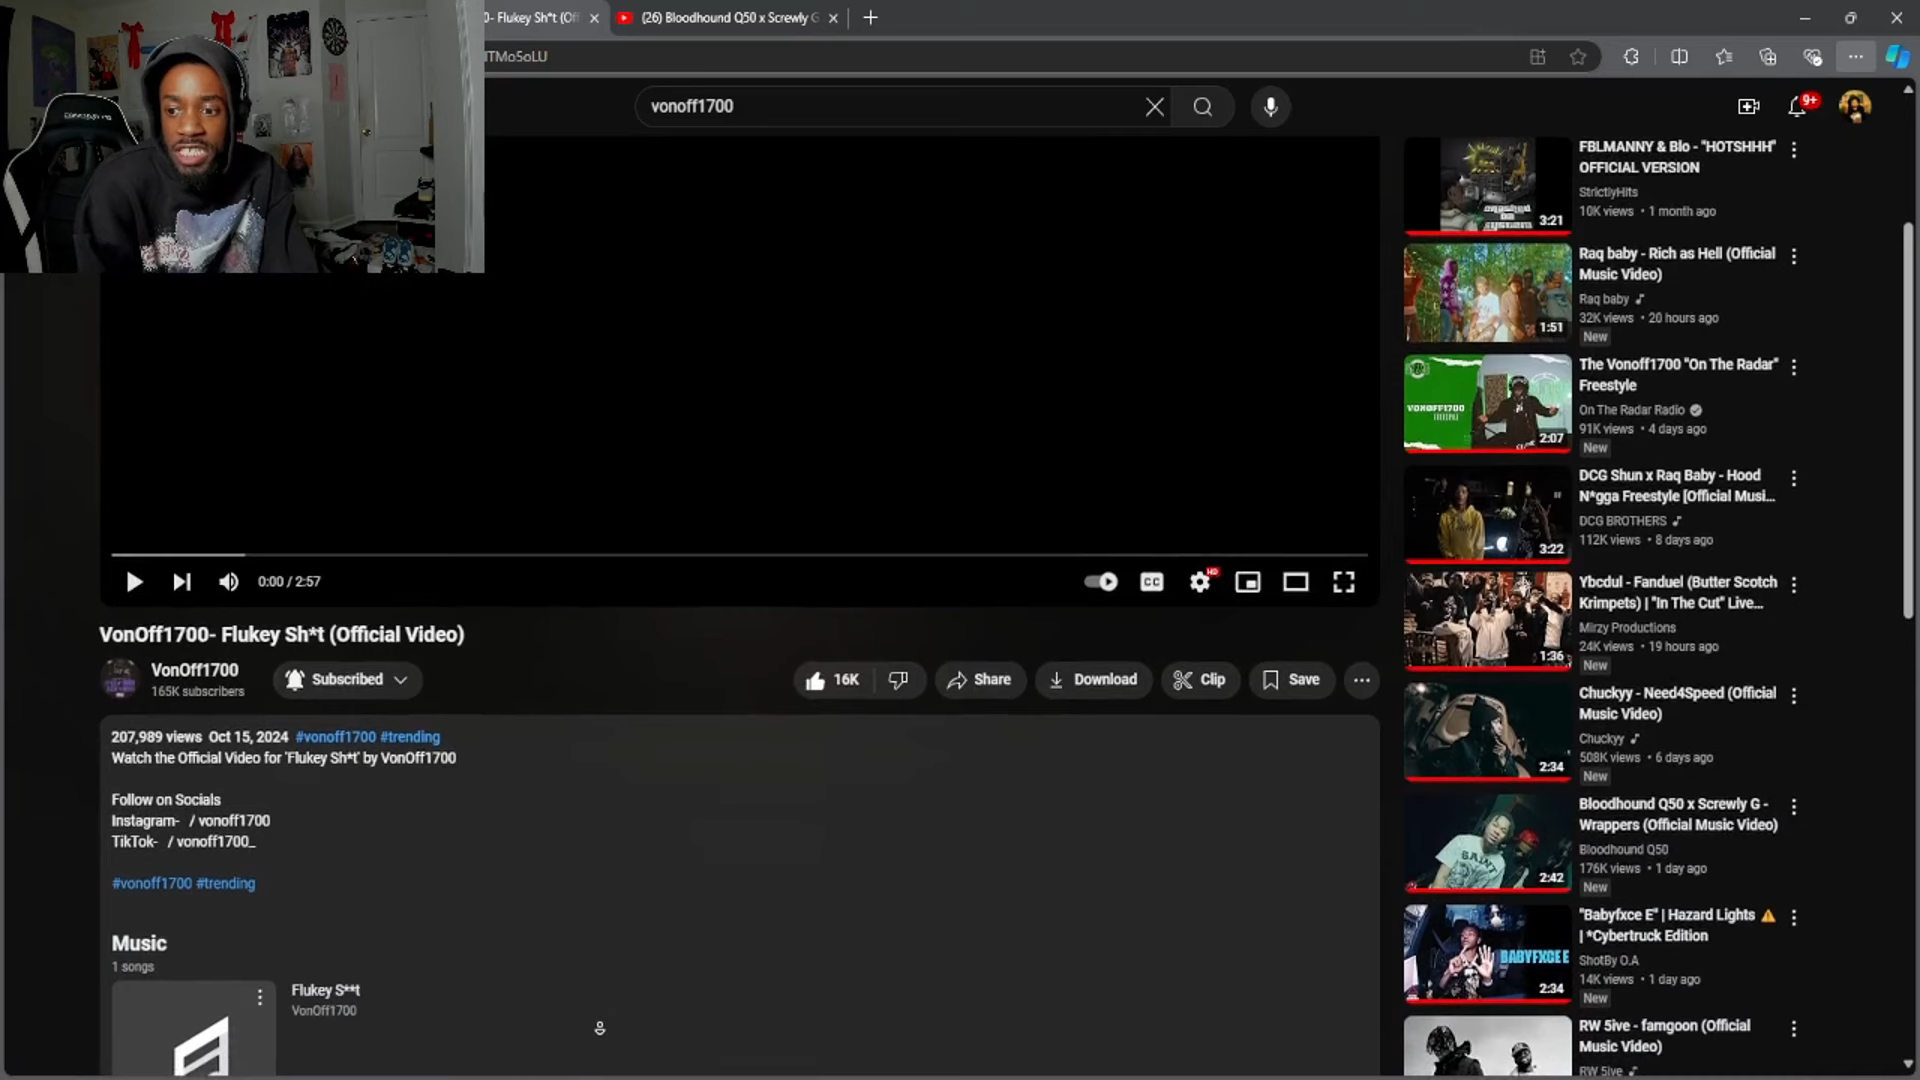 0- Flukey Sh*t (Off
(26) Bloodhound Q50 x Screwly G
lTMo5oLU
vonoff1700
9+
0:00 / 2:57
CC
HD
VonOff1700- Flukey Sh*t (Official Video)
VonOff1700
165K subscribers
Subscribed
16K
Share
Download
Clip
Save
207,989 views Oct 15, 2024 #vonoff1700 #trending
Watch the Official Video for 'Flukey Sh*t' by VonOff1700
Follow on Socials
Instagram- / vonoff1700
TikTok- / vonoff1700_
#vonoff1700 #trending
Music
1 songs
Flukey S**t
VonOff1700
FBLMANNY & Blo - "HOTSHHH"
OFFICIAL VERSION
StrictlyHits
10K views • 1 month ago
3:21
Raq baby - Rich as Hell (Official
Music Video)
Raq baby
32K views • 20 hours ago
New
1:51
The Vonoff1700 "On The Radar"
Freestyle
On The Radar Radio
91K views • 4 days ago
New
VONOFF1700
2:07
DCG Shun x Raq Baby - Hood
N*gga Freestyle [Official Musi...
DCG BROTHERS
112K views • 8 days ago
3:22
Ybcdul - Fanduel (Butter Scotch
Krimpets) | "In The Cut" Live...
Mirzy Productions
24K views • 19 hours ago
New
1:36
Chuckyy - Need4Speed (Official
Music Video)
Chuckyy
508K views • 6 days ago
New
2:34
Bloodhound Q50 x Screwly G -
Wrappers (Official Music Video)
Bloodhound Q50
176K views • 1 day ago
New
SAINT
2:42
"Babyfxce E" | Hazard Lights
| *Cybertruck Edition
ShotBy O.A
14K views • 1 day ago
New
BABYFXCE E
2:34
RW 5ive - famgoon (Official
Music Video)
RW 5ive